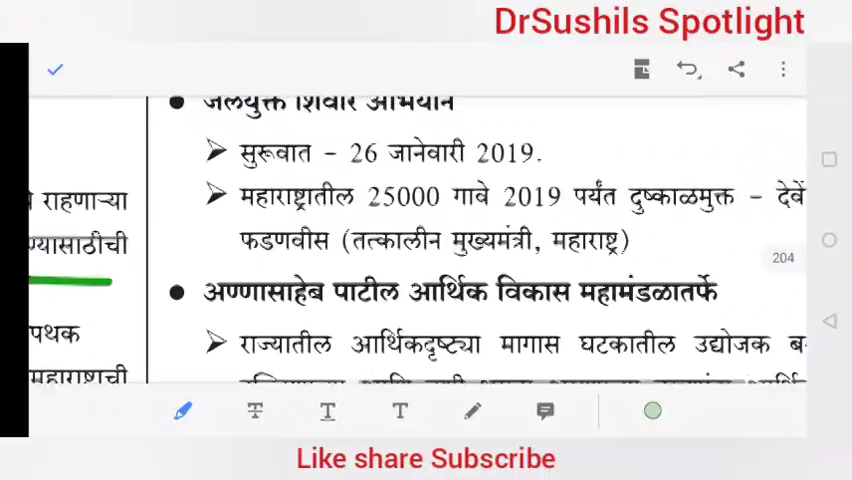 DrSushils Spotlight
जलयुक्त शिवार अभियान
सुरूवात - 26 जानेवारी 2019.
राहणाऱ्या
महाराष्ट्रातील 25000 गावे 2019 पर्यंत दुष्काळमुक्त - देवें
ण्यासाठीची
फडणवीस (तत्कालीन मुख्यमंत्री, महाराष्ट्र)
204
अण्णासाहेब पाटील आर्थिक विकास महामंडळातर्फे
पथक
राज्यातील आर्थिकदृष्ट्या मागास घटकातील उद्योजक ब
महाराष्ट्राची
Like share Subscribe